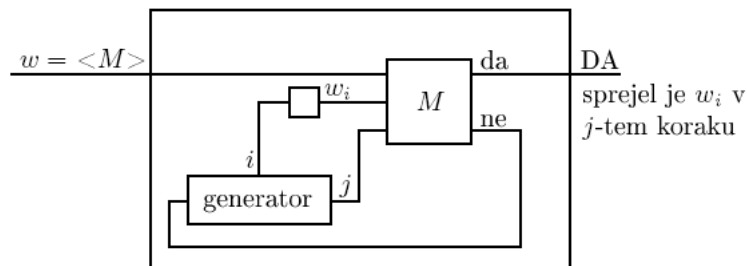 w = <M>
da
DA
w_i
M
sprejel je w_i v
ne
j-tem koraku
i
j
generator